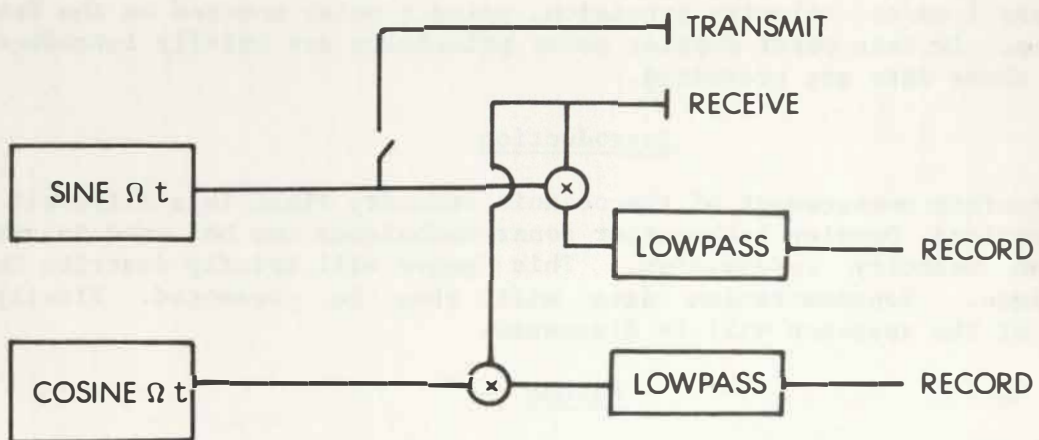 TRANSMIT
RECEIVE
SINE Ω t
LOWPASS
RECORD
COSINE Ω t
LOWPASS
RECORD